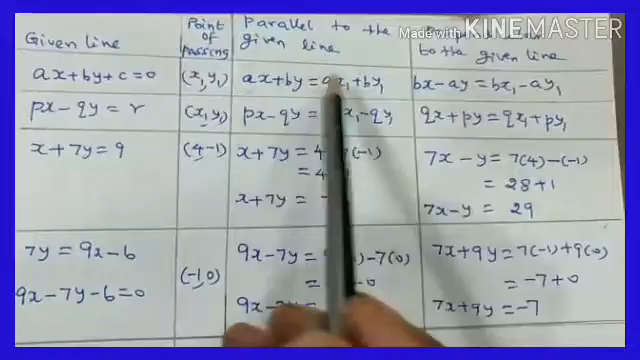 Given line
Point of passing
Parallel to the given line
to the given line
Made with KINEMASTER
ax+by+c=0
(x, y₁)
ax+by = ax₁+by₁
bx-ay=bx₁-ay₁
px-qy=r
(x₁y₁)
px-qy = x₁-qy₁
qx+py=qx₁+py₁
x+7y=9
(4,-1)
x+7y = 4 (-1)
= 4
x+7y =
7x-y=7(4)-(-1)
= 28+1
7x-y = 29
7y = 9x-6
9x-7y-6=0
(-1,0)
9x-7y = )-7(0)
= -0
7x+9y=7(-1)+9(0)
= -7+0
7x+9y=-7